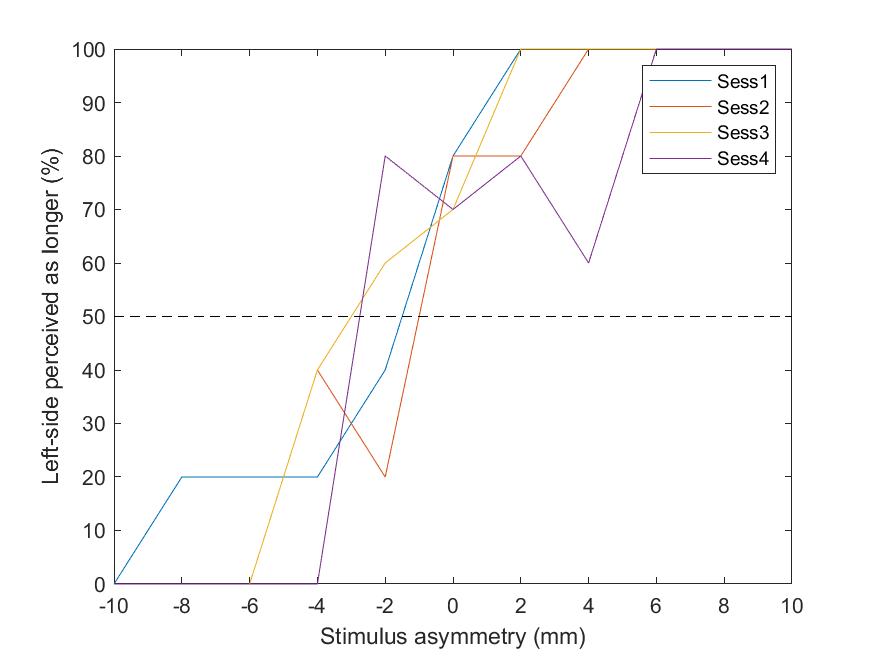 100
90
80
70
60
50
40
30
20
10
0
-10 -8 -6 -4 -2 0 2 4 6 8 10
Left-side perceived as longer (%)
Stimulus asymmetry (mm)
Sess1
Sess2
Sess3
Sess4